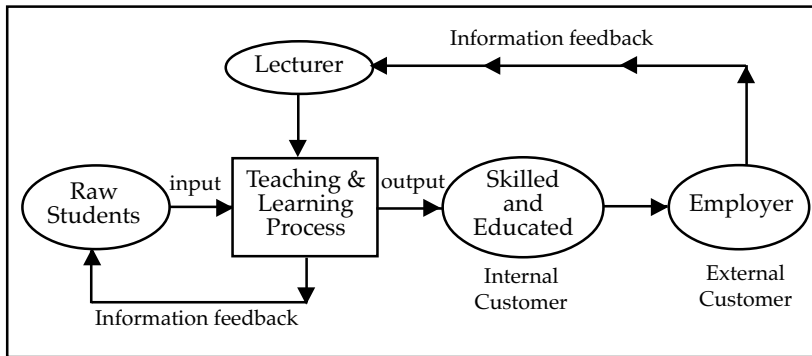 Information feedback
Lecturer
Raw
Students
input
Teaching &
Learning
Process
output
Skilled
and
Educated
Employer
Internal
Customer
External
Customer
Information feedback